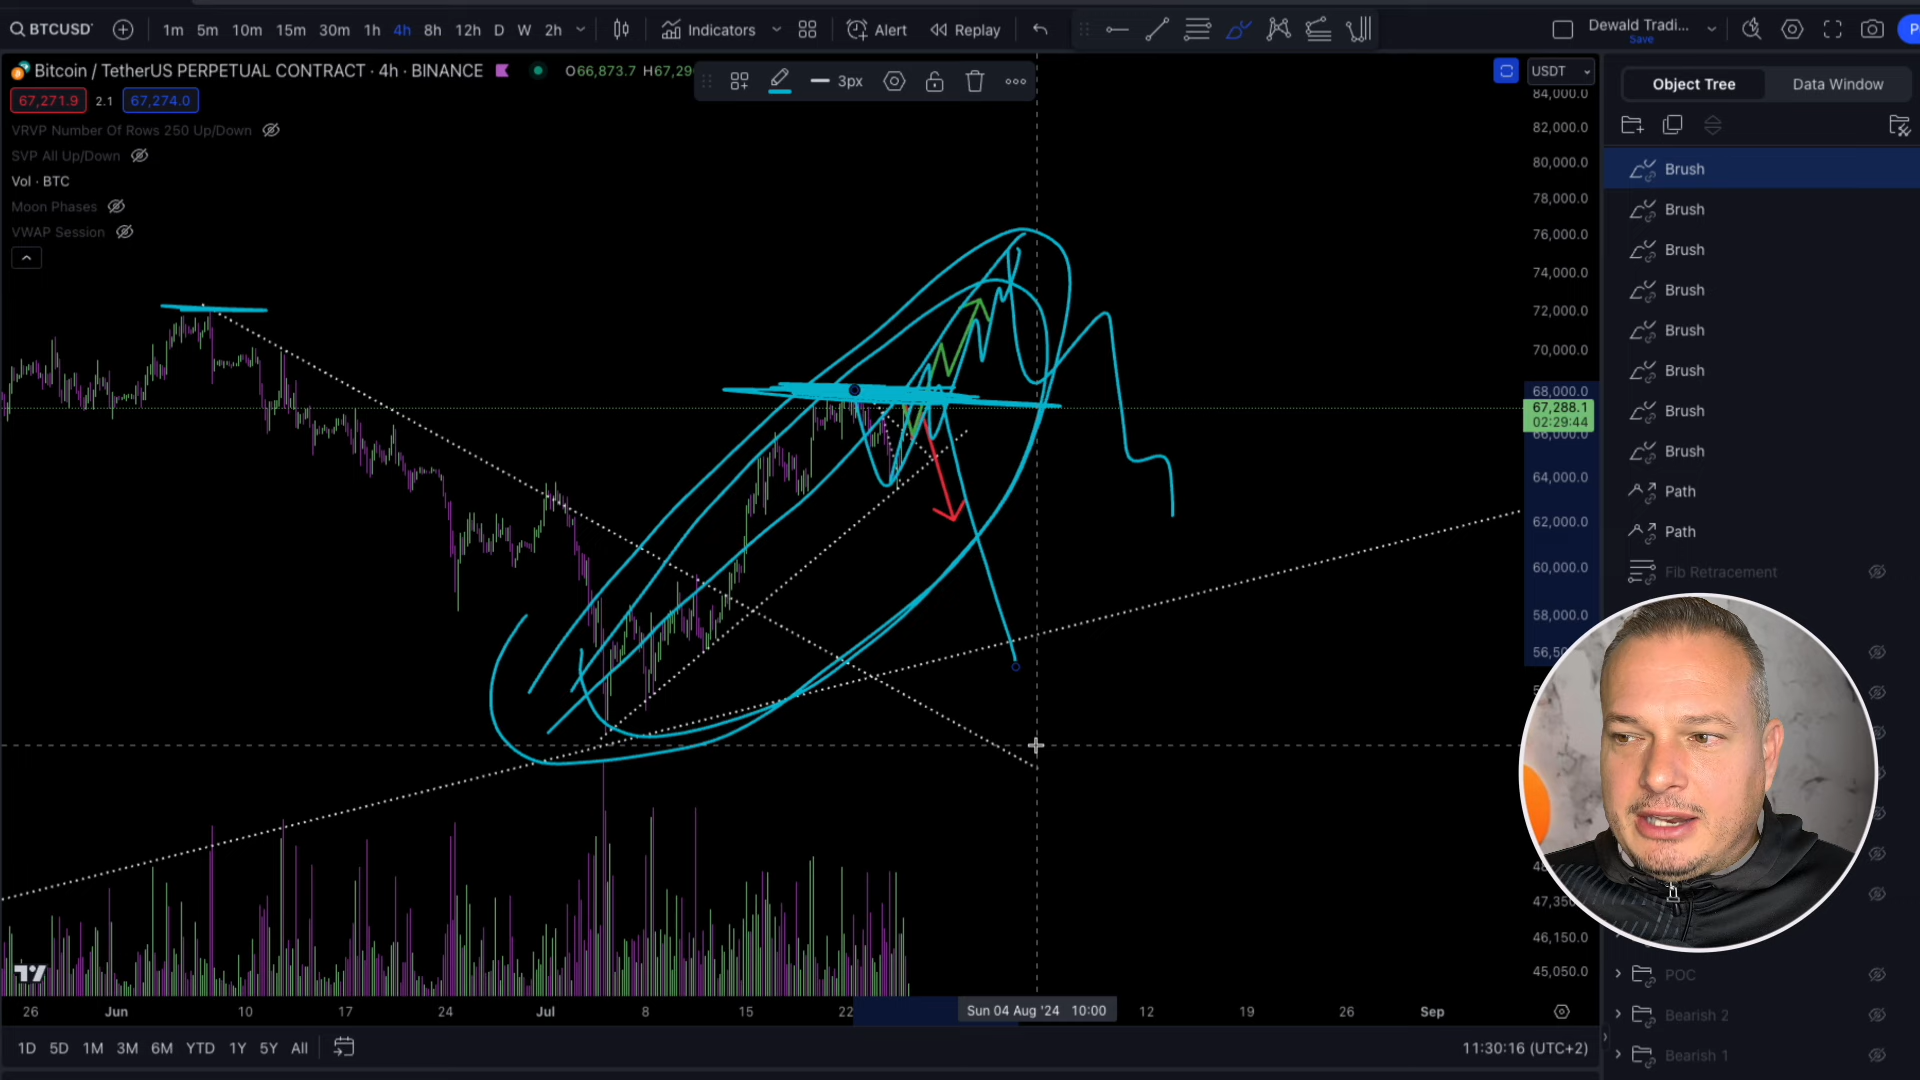 BTCUSD
1m 5m 10m 15m 30m 1h 4h 8h 12h D W 2h
Indicators
Alert
Replay
Dewald Tradi...
Save
Bitcoin / TetherUS PERPETUAL CONTRACT · 4h · BINANCE
O66,873.7 H67,29
3px
USDT
67,271.9 2.1 67,274.0
VRVP Number Of Rows 250 Up/Down
SVP All Up/Down
Vol · BTC
Moon Phases
VWAP Session
84,000.0
82,000.0
80,000.0
78,000.0
76,000.0
74,000.0
72,000.0
70,000.0
68,000.0
67,288.1
02:29:44
66,000.0
64,000.0
62,000.0
60,000.0
58,000.0
56,50
47,35
46,150.0
45,050.0
Object Tree
Data Window
Brush
Brush
Brush
Brush
Brush
Brush
Brush
Brush
Path
Path
Fib Retracement
POC
Bearish 2
Bearish 1
26 Jun 10 17 24 Jul 8 15 22 Sun 04 Aug '24 10:00 12 19 26 Sep
1D 5D 1M 3M 6M YTD 1Y 5Y All
11:30:16 (UTC+2)